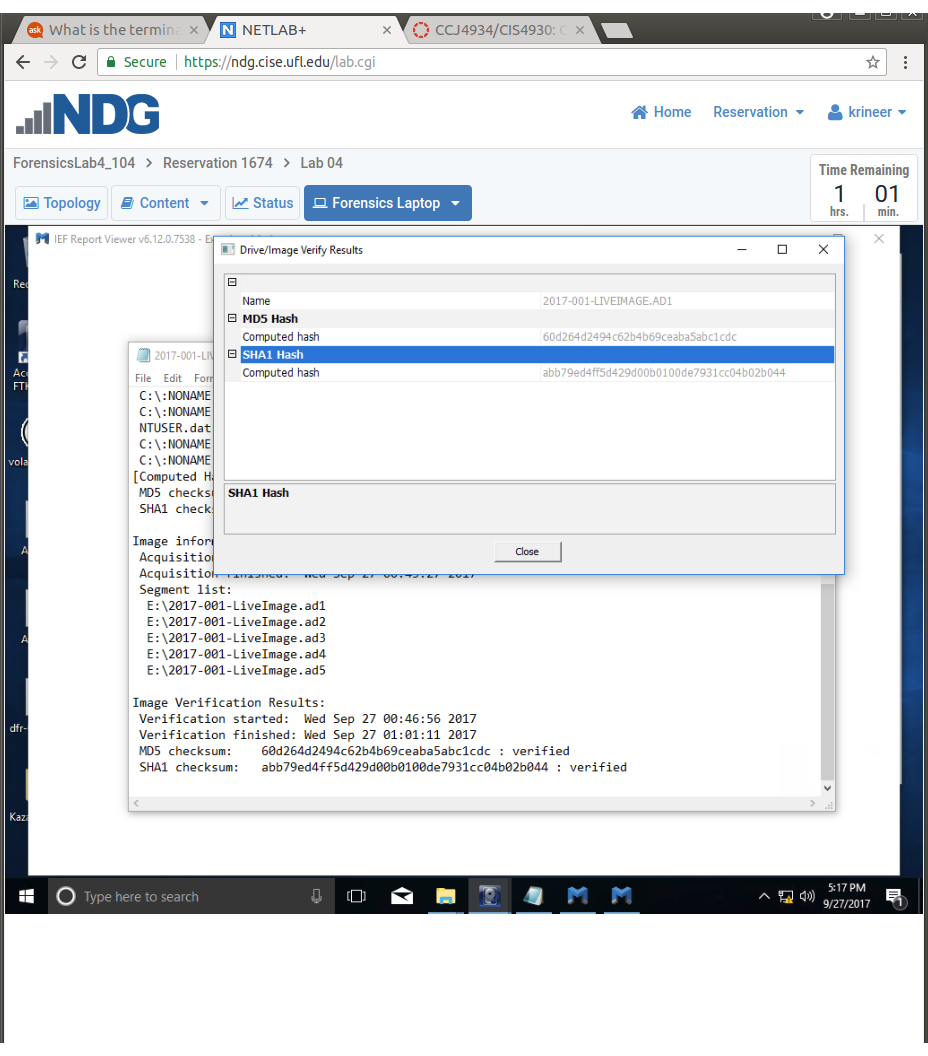 What is the termina
NETLAB+
CCJ4934/CIS4930: C
Secure https://ndg.cise.ufl.edu/lab.cgi
NDG
Home Reservation krineer
ForensicsLab4_104 > Reservation 1674 > Lab 04
Time Remaining
1 01
hrs. min.
Topology Content Status Forensics Laptop
IEF Report Viewer v6.12.0.7538 -
Drive/Image Verify Results
Name 2017-001-LIVEIMAGE.AD1
MD5 Hash
Computed hash 60d264d2494c62b4b69ceaba5abc1cdc
SHA1 Hash
Computed hash abb79ed4ff5d429d00b0100de7931cc04b02b044
SHA1 Hash
Close
2017-001-LIV
File Edit For
C:\:NONAME
C:\:NONAME
NTUSER.dat
C:\:NONAME
C:\:NONAME
[Computed Ha
MD5 checksu
SHA1 check
Image infor
Acquisitio
Acquisition finished: Wed Sep 27 00:45:27 2017
Segment list:
E:\2017-001-LiveImage.ad1
E:\2017-001-LiveImage.ad2
E:\2017-001-LiveImage.ad3
E:\2017-001-LiveImage.ad4
E:\2017-001-LiveImage.ad5
Image Verification Results:
Verification started: Wed Sep 27 00:46:56 2017
Verification finished: Wed Sep 27 01:01:11 2017
MD5 checksum: 60d264d2494c62b4b69ceaba5abc1cdc : verified
SHA1 checksum: abb79ed4ff5d429d00b0100de7931cc04b02b044 : verified
Rec
Acc
FTK
vola
A
A
dfr-
Kaza
Type here to search
5:17 PM
9/27/2017
1